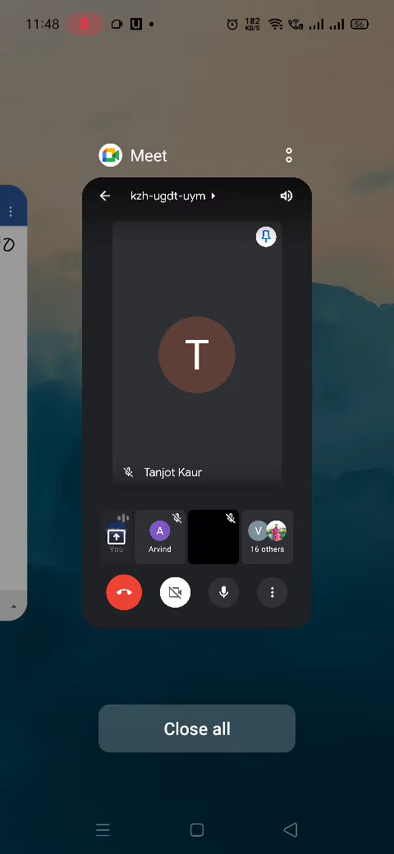 11:48 182 KB/S 56
Meet
kzh-ugdt-uym
T
Tanjot Kaur
You
A
Arvind
V
16 others
Close all